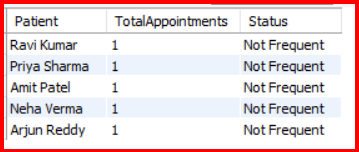 Patient TotalAppointments Status
Ravi Kumar 1 Not Frequent
Priya Sharma 1 Not Frequent
Amit Patel 1 Not Frequent
Neha Verma 1 Not Frequent
Arjun Reddy 1 Not Frequent